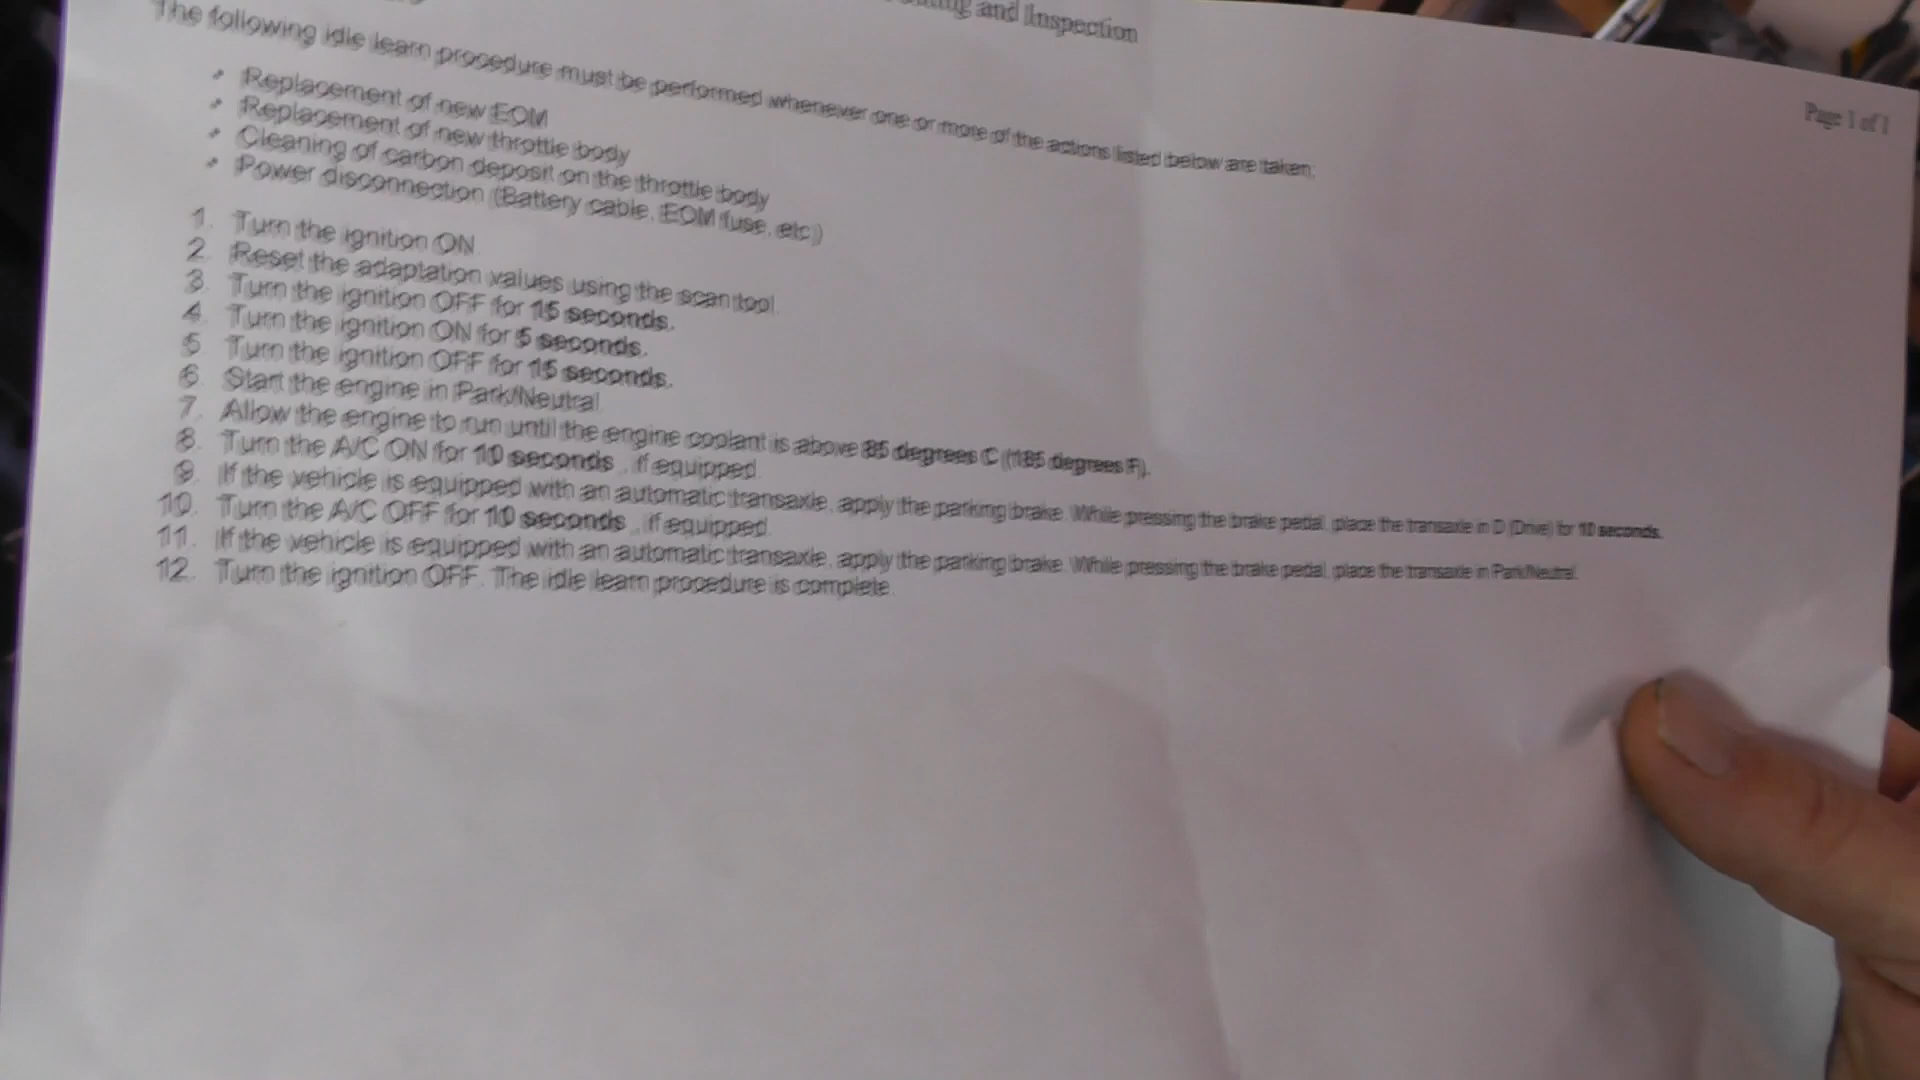 and Inspection
Page 1 of 1
The following idle learn procedure must be performed whenever one or more of the actions listed below are taken.
• Replacement of new EOM
• Replacement of new throttle body
• Cleaning of carbon deposit on the throttle body
• Power disconnection (Battery cable, EOM fuse, etc.)
1. Turn the ignition ON.
2. Reset the adaptation values using the scan tool.
3. Turn the ignition OFF for 15 seconds.
4. Turn the ignition ON for 5 seconds.
5. Turn the ignition OFF for 15 seconds.
6. Start the engine in Park/Neutral.
7. Allow the engine to run until the engine coolant is above 85 degrees C (185 degrees F).
8. Turn the A/C ON for 10 seconds, if equipped.
9. If the vehicle is equipped with an automatic transaxle, apply the parking brake. While pressing the brake pedal, place the transaxle in D (Drive) for 10 seconds.
10. Turn the A/C OFF for 10 seconds, if equipped.
11. If the vehicle is equipped with an automatic transaxle, apply the parking brake. While pressing the brake pedal, place the transaxle in Park/Neutral.
12. Turn the ignition OFF. The idle learn procedure is complete.